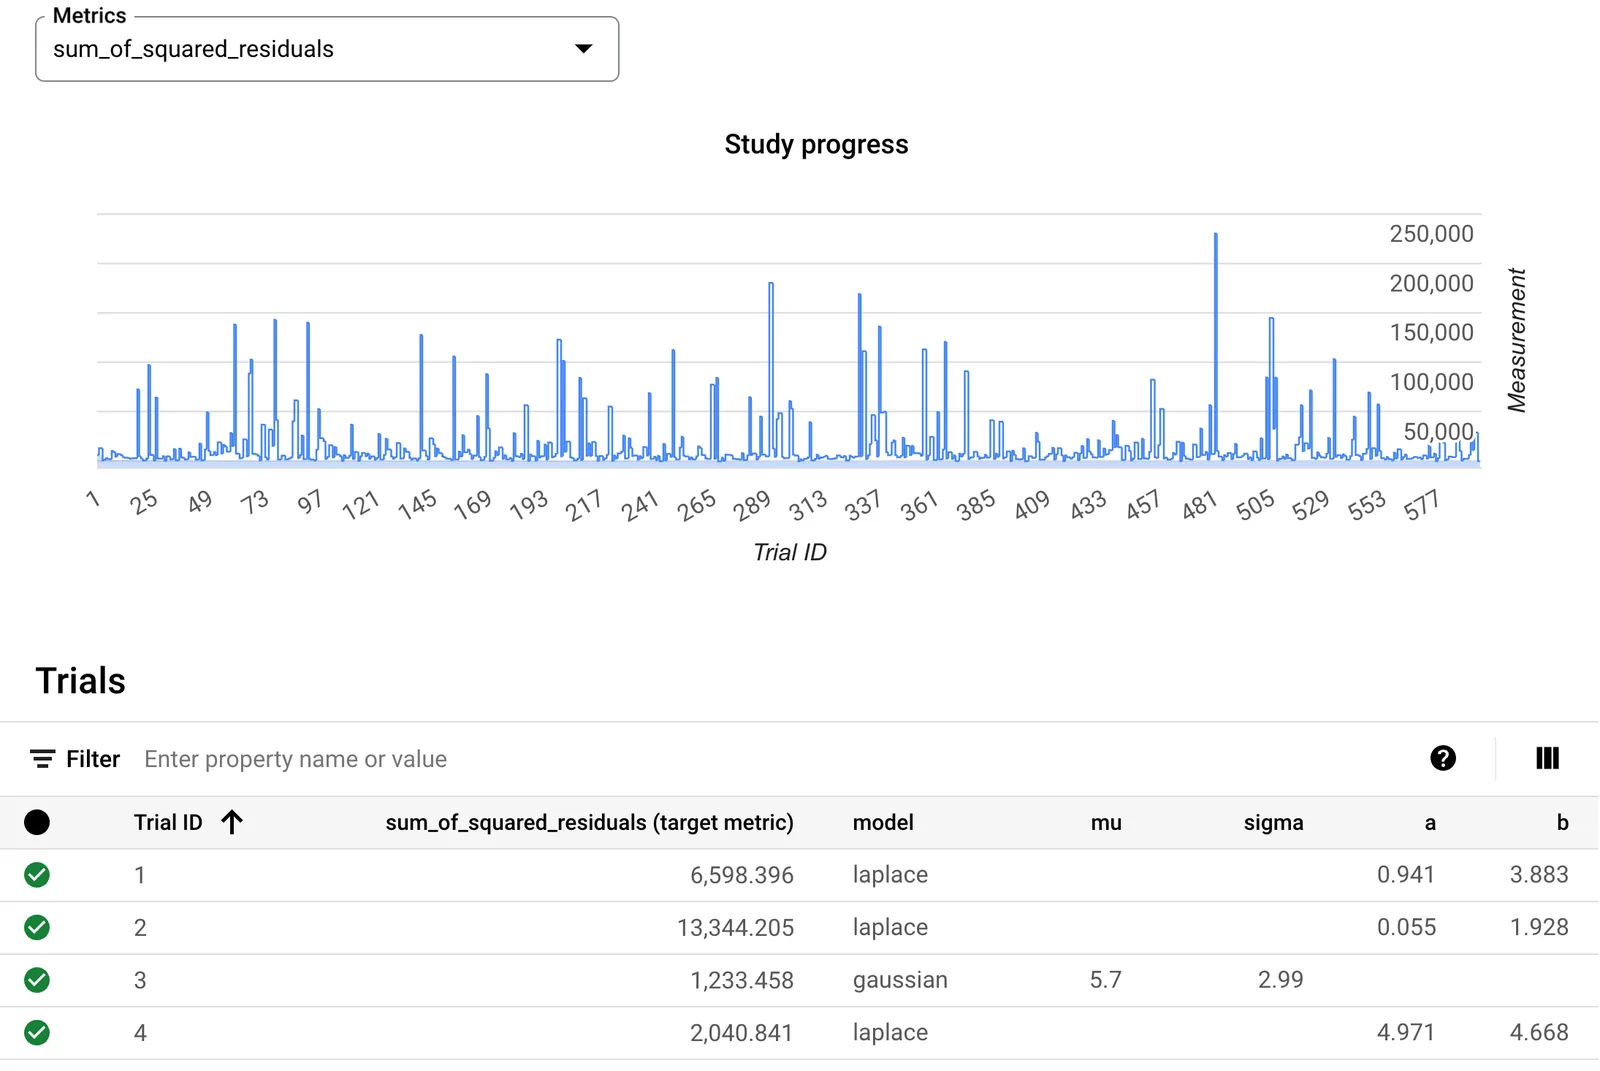 Metrics
sum_of_squared_residuals
Study progress
250,000
200,000
150,000
100,000
50,000
Measurement
1 25 49 73 97 121 145 169 193 217 241 265 289 313 337 361 385 409 433 457 481 505 529 553 577
Trial ID
Trials
Filter Enter property name or value
Trial ID sum_of_squared_residuals (target metric) model mu sigma a b
1 6,598.396 laplace 0.941 3.883
2 13,344.205 laplace 0.055 1.928
3 1,233.458 gaussian 5.7 2.99
4 2,040.841 laplace 4.971 4.668